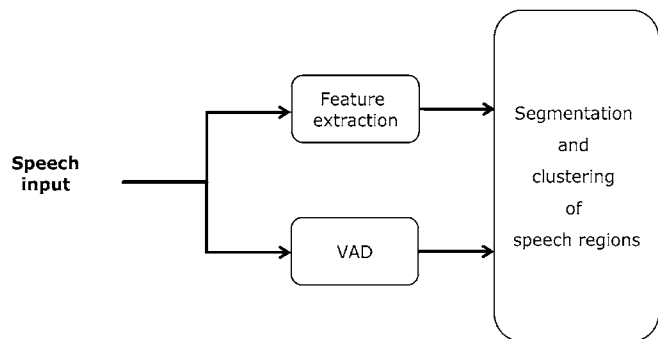 Speech
input
Feature
extraction
VAD
Segmentation
and
clustering
of
speech regions